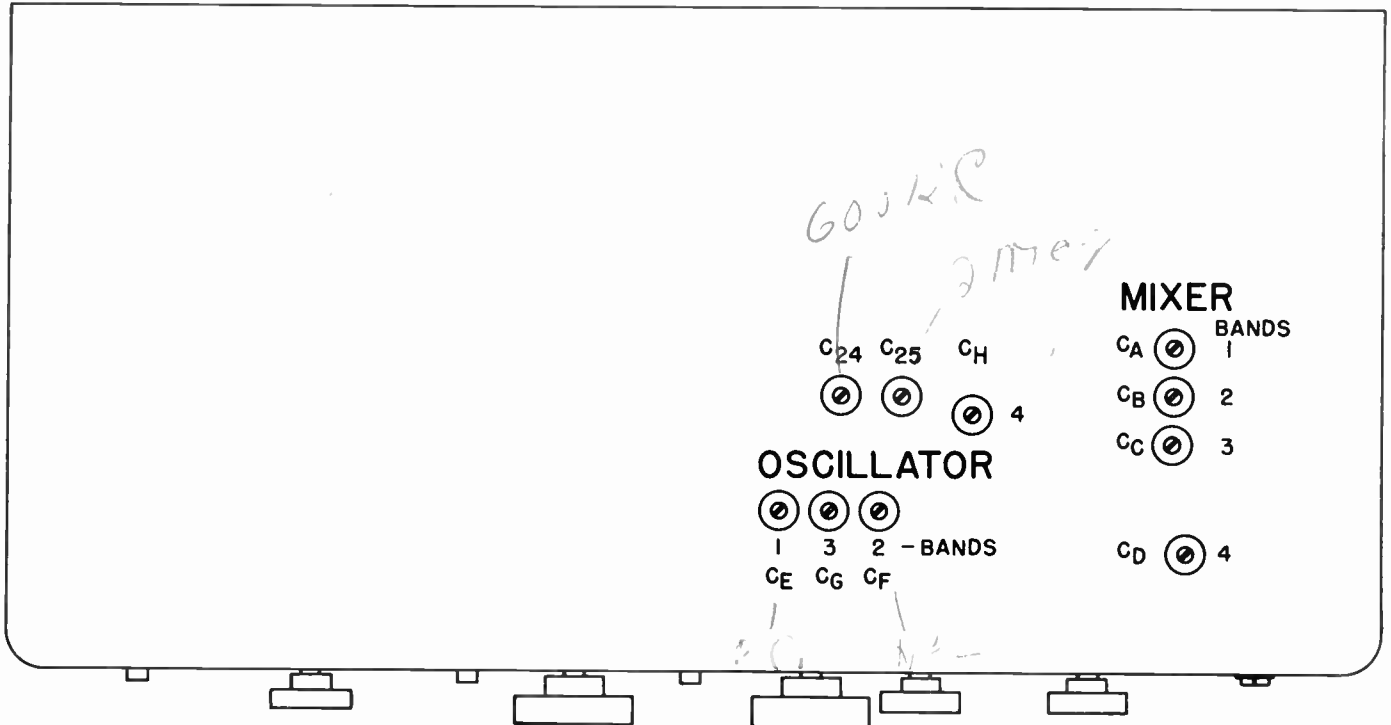 MIXER
BANDS
C24 C25 CH
CA 1
CB 2
4
CC 3
OSCILLATOR
1 3 2 - BANDS
CD 4
CE CG CF